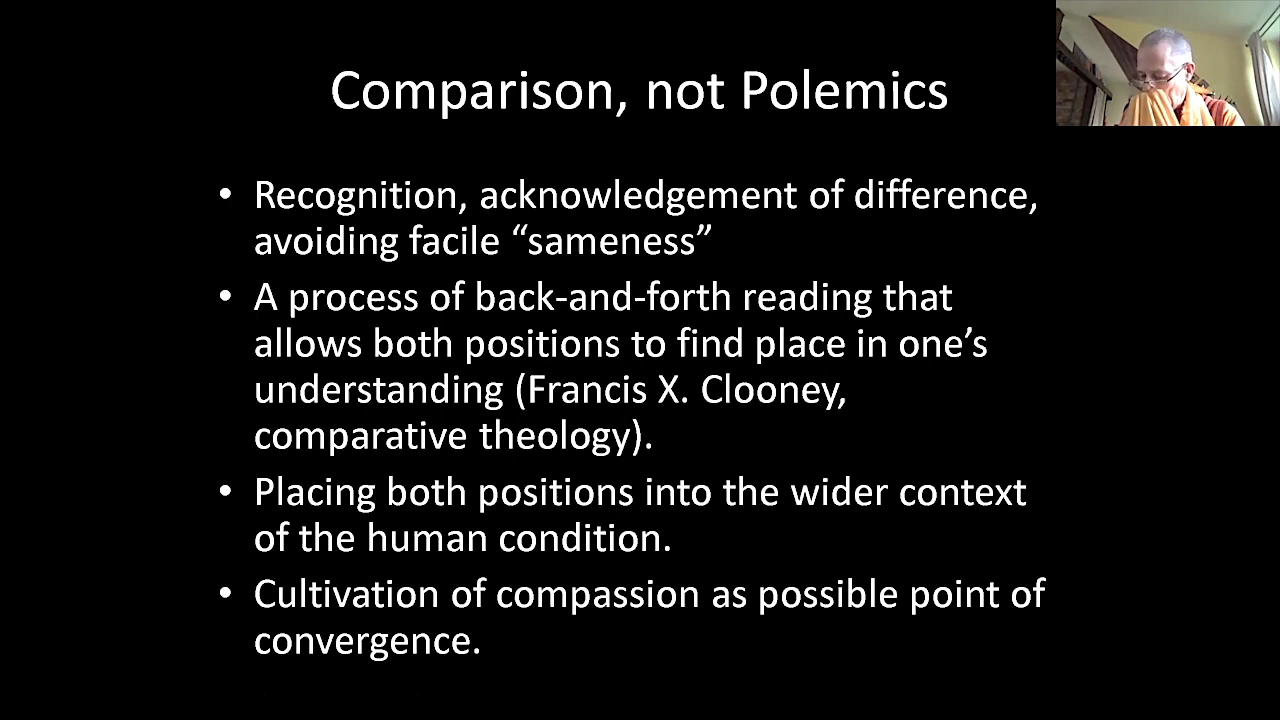 Comparison, not Polemics
• Recognition, acknowledgement of difference,
avoiding facile “sameness”
• A process of back-and-forth reading that
allows both positions to find place in one’s
understanding (Francis X. Clooney,
comparative theology).
• Placing both positions into the wider context
of the human condition.
• Cultivation of compassion as possible point of
convergence.